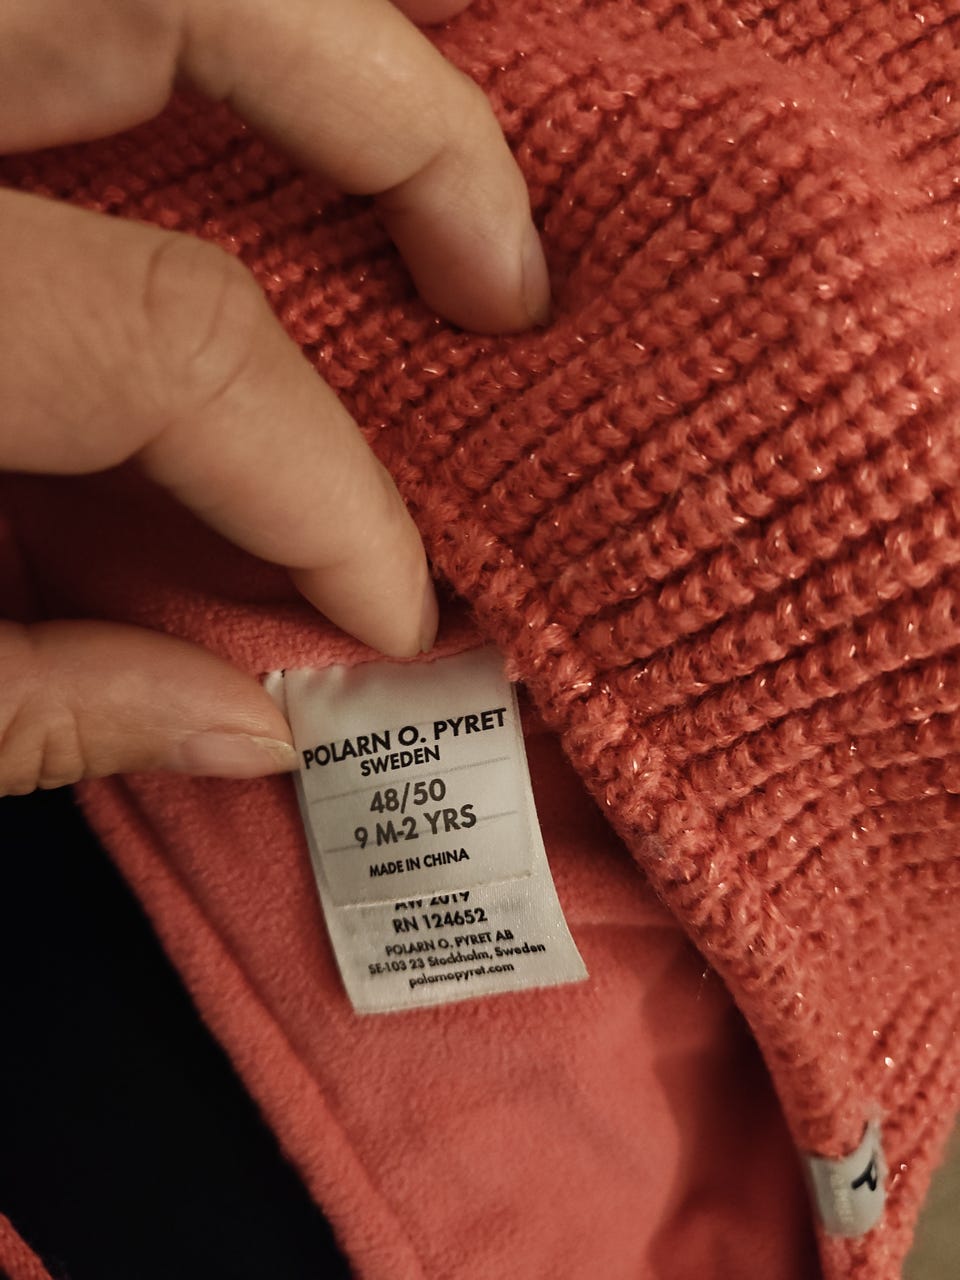 POLARN O. PYRET
SWEDEN
48/50
9 M-2 YRS
MADE IN CHINA
AW 2019
RN 124652
POLARN O. PYRET AB
SE-103 23 Stockholm, Sweden
polarnopyret.com
P